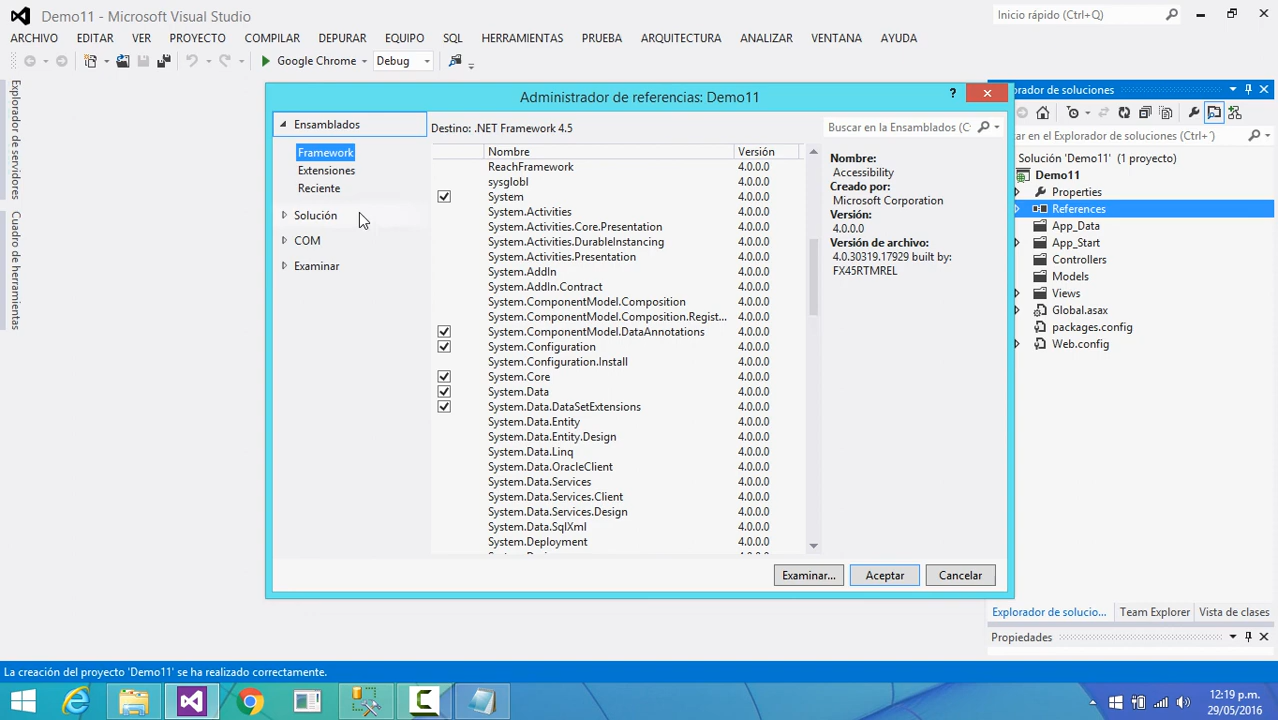 Demo11 - Microsoft Visual Studio
Inicio rápido (Ctrl+Q)
ARCHIVO EDITAR VER PROYECTO COMPILAR DEPURAR EQUIPO SQL HERRAMIENTAS PRUEBA ARQUITECTURA ANALIZAR VENTANA AYUDA
Google Chrome Debug
Explorador de servidores
Cuadro de herramientas
Administrador de referencias: Demo11
?
Ensamblados
Framework
Extensiones
Reciente
Solución
COM
Examinar
Destino: .NET Framework 4.5
Buscar en la Ensamblados (C
Nombre Versión
ReachFramework 4.0.0.0
sysglobl 4.0.0.0
System 4.0.0.0
System.Activities 4.0.0.0
System.Activities.Core.Presentation 4.0.0.0
System.Activities.DurableInstancing 4.0.0.0
System.Activities.Presentation 4.0.0.0
System.AddIn 4.0.0.0
System.AddIn.Contract 4.0.0.0
System.ComponentModel.Composition 4.0.0.0
System.ComponentModel.Composition.Regist... 4.0.0.0
System.ComponentModel.DataAnnotations 4.0.0.0
System.Configuration 4.0.0.0
System.Configuration.Install 4.0.0.0
System.Core 4.0.0.0
System.Data 4.0.0.0
System.Data.DataSetExtensions 4.0.0.0
System.Data.Entity 4.0.0.0
System.Data.Entity.Design 4.0.0.0
System.Data.Linq 4.0.0.0
System.Data.OracleClient 4.0.0.0
System.Data.Services 4.0.0.0
System.Data.Services.Client 4.0.0.0
System.Data.Services.Design 4.0.0.0
System.Data.SqlXml 4.0.0.0
System.Deployment 4.0.0.0
Nombre:
Accessibility
Creado por:
Microsoft Corporation
Versión:
4.0.0.0
Versión de archivo:
4.0.30319.17929 built by:
FX45RTMREL
Examinar... Aceptar Cancelar
orador de soluciones
ar en el Explorador de soluciones (Ctrl+´)
Solución 'Demo11' (1 proyecto)
Demo11
Properties
References
App_Data
App_Start
Controllers
Models
Views
Global.asax
packages.config
Web.config
Explorador de solucio... Team Explorer Vista de clases
Propiedades
La creación del proyecto 'Demo11' se ha realizado correctamente.
12:19 p.m.
29/05/2016